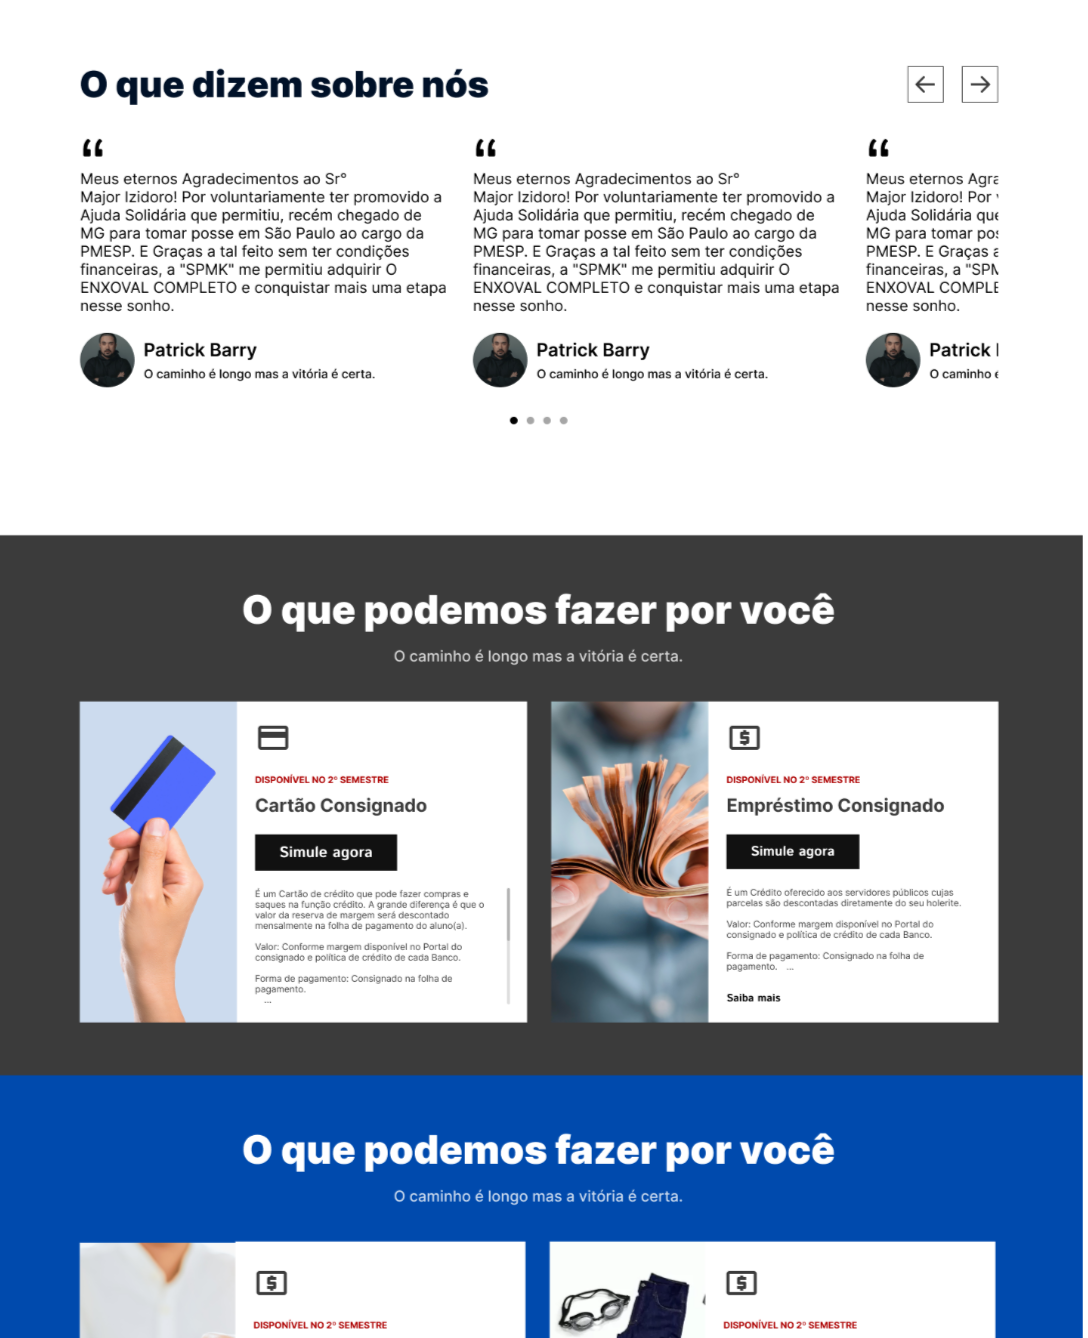 O que dizem sobre nós
“
Meus eternos Agradecimentos ao Sr°
Major Izidoro! Por voluntariamente ter promovido a
Ajuda Solidária que permitiu, recém chegado de
MG para tomar posse em São Paulo ao cargo da
PMESP. E Graças a tal feito sem ter condições
financeiras, a "SPMK" me permitiu adquirir O
ENXOVAL COMPLETO e conquistar mais uma etapa
nesse sonho.
Patrick Barry
O caminho é longo mas a vitória é certa.
“
Meus eternos Agradecimentos ao Sr°
Major Izidoro! Por voluntariamente ter promovido a
Ajuda Solidária que permitiu, recém chegado de
MG para tomar posse em São Paulo ao cargo da
PMESP. E Graças a tal feito sem ter condições
financeiras, a "SPMK" me permitiu adquirir O
ENXOVAL COMPLETO e conquistar mais uma etapa
nesse sonho.
Patrick Barry
O caminho é longo mas a vitória é certa.
“
Meus eternos
Major Izidoro! Por
Ajuda Solidária que
MG para tomar
PMESP. E Graças a
financeiras, a
ENXOVAL
nesse sonho.
Patrick
O caminho
O que podemos fazer por você
O caminho é longo mas a vitória é certa.
DISPONÍVEL NO 2º SEMESTRE
Cartão Consignado
Simule agora
É um Cartão de crédito que pode fazer compras e
saques na função crédito. A grande diferença é que o
valor da reserva de margem será descontado
mensalmente na folha de pagamento do aluno(a).
Valor: Conforme margem disponível no Portal do
consignado e política de crédito de cada Banco.
Forma de pagamento: Consignado na folha de
pagamento.
...
DISPONÍVEL NO 2º SEMESTRE
Empréstimo Consignado
Simule agora
É um Crédito oferecido aos servidores públicos cujas
parcelas são descontadas diretamente do seu holerite.
Valor: Conforme margem disponível no Portal do
consignado e política de crédito de cada Banco.
Forma de pagamento: Consignado na folha de
pagamento. ...
Saiba mais
O que podemos fazer por você
O caminho é longo mas a vitória é certa.
DISPONÍVEL NO 2º SEMESTRE
DISPONÍVEL NO 2º SEMESTRE